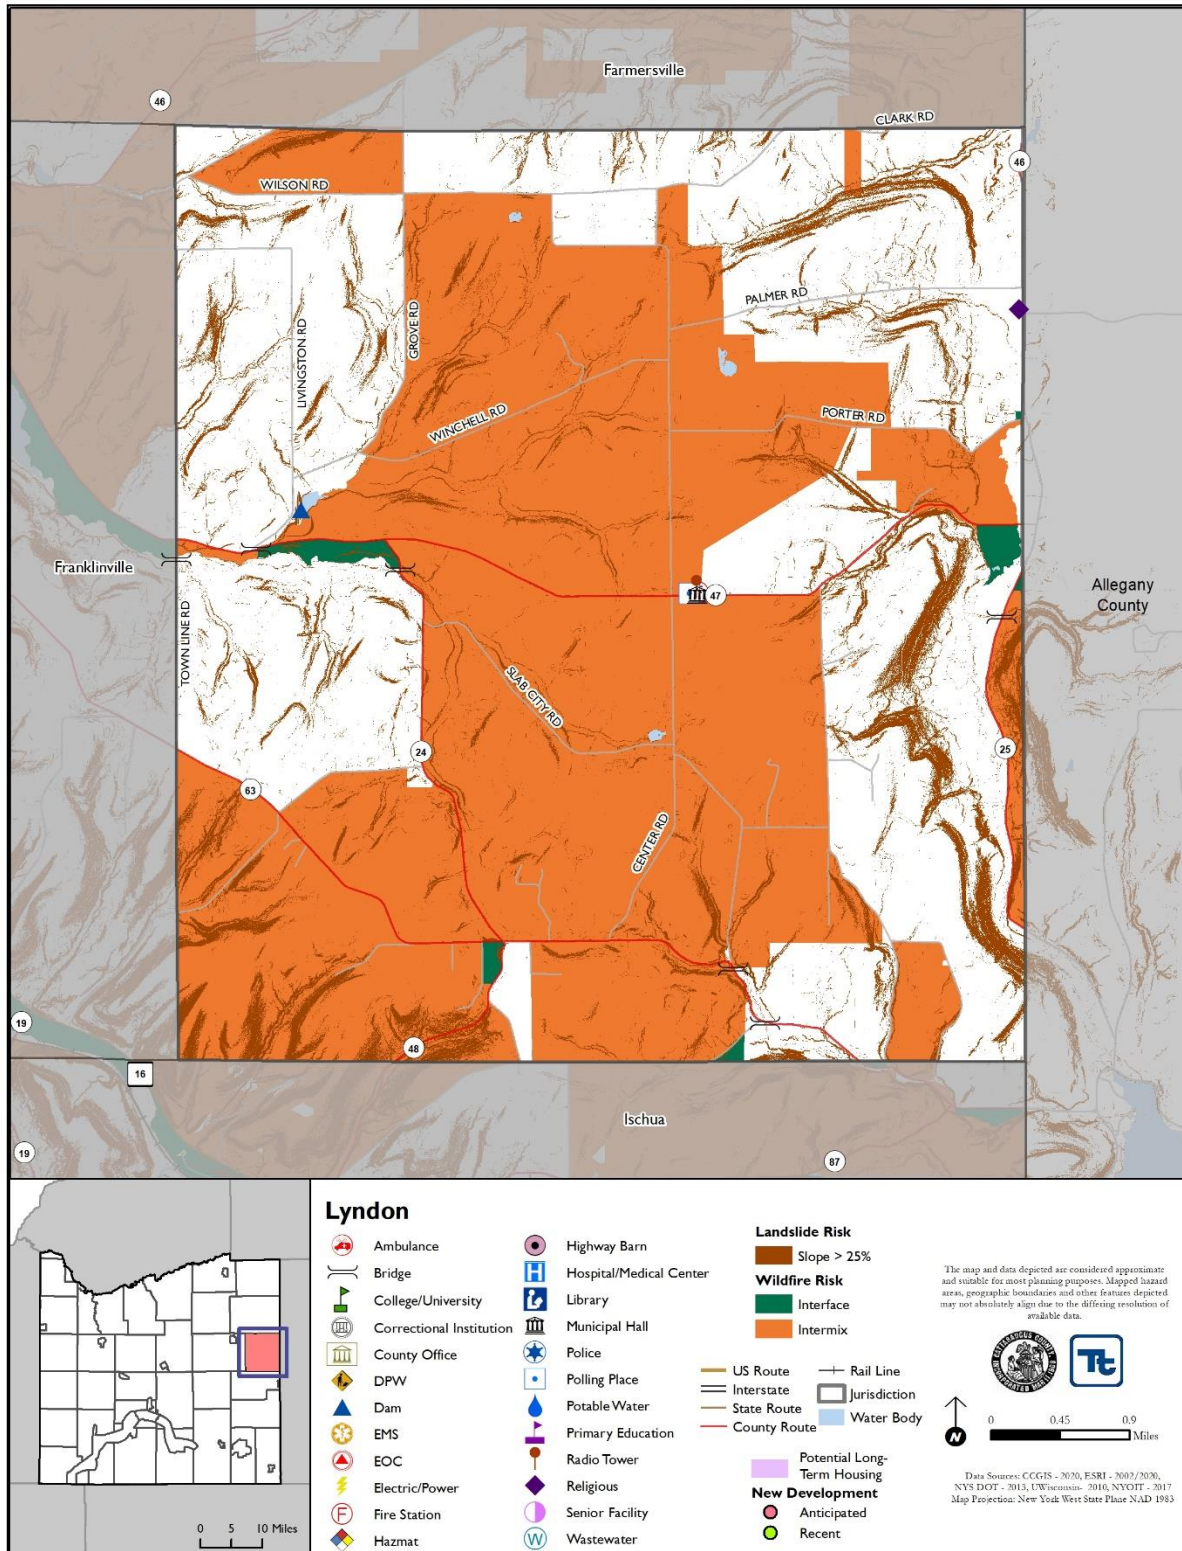 Farmersville
46
CLARK RD
46
WILSON RD
PALMER RD
GROVE RD
LIVINGSTON RD
WINCHELL RD
PORTER RD
Franklinville
47
Allegany
County
TOWN LINE RD
SLAB CITY RD
24
25
63
CENTER RD
19
48
16
Ischua
19
87
Lyndon
Ambulance
Bridge
College/University
Correctional Institution
County Office
DPW
Dam
EMS
EOC
Electric/Power
F
Fire Station
Hazmat
Highway Barn
H
Hospital/Medical Center
Library
Municipal Hall
Police
Polling Place
Potable Water
Primary Education
Radio Tower
Religious
Senior Facility
W
Wastewater
Landslide Risk
Slope > 25%
Wildfire Risk
Interface
Intermix
US Route
Interstate
State Route
County Route
Rail Line
Jurisdiction
Water Body
Potential Long-
Term Housing
New Development
Anticipated
Recent
The map and data depicted are considered approximate
and suitable for most planning purposes. Mapped hazard
areas, geographic boundaries and other features depicted
may not absolutely align due to the differing resolution of
available data.
Tt
N
0 0.45 0.9
Miles
Data Sources: CCGIS - 2020, ESRI - 2002/2020,
NYS DOT - 2013, UWisconsin- 2010, NYOIT - 2017
Map Projection: New York West State Plane NAD 1983
0 5 10 Miles